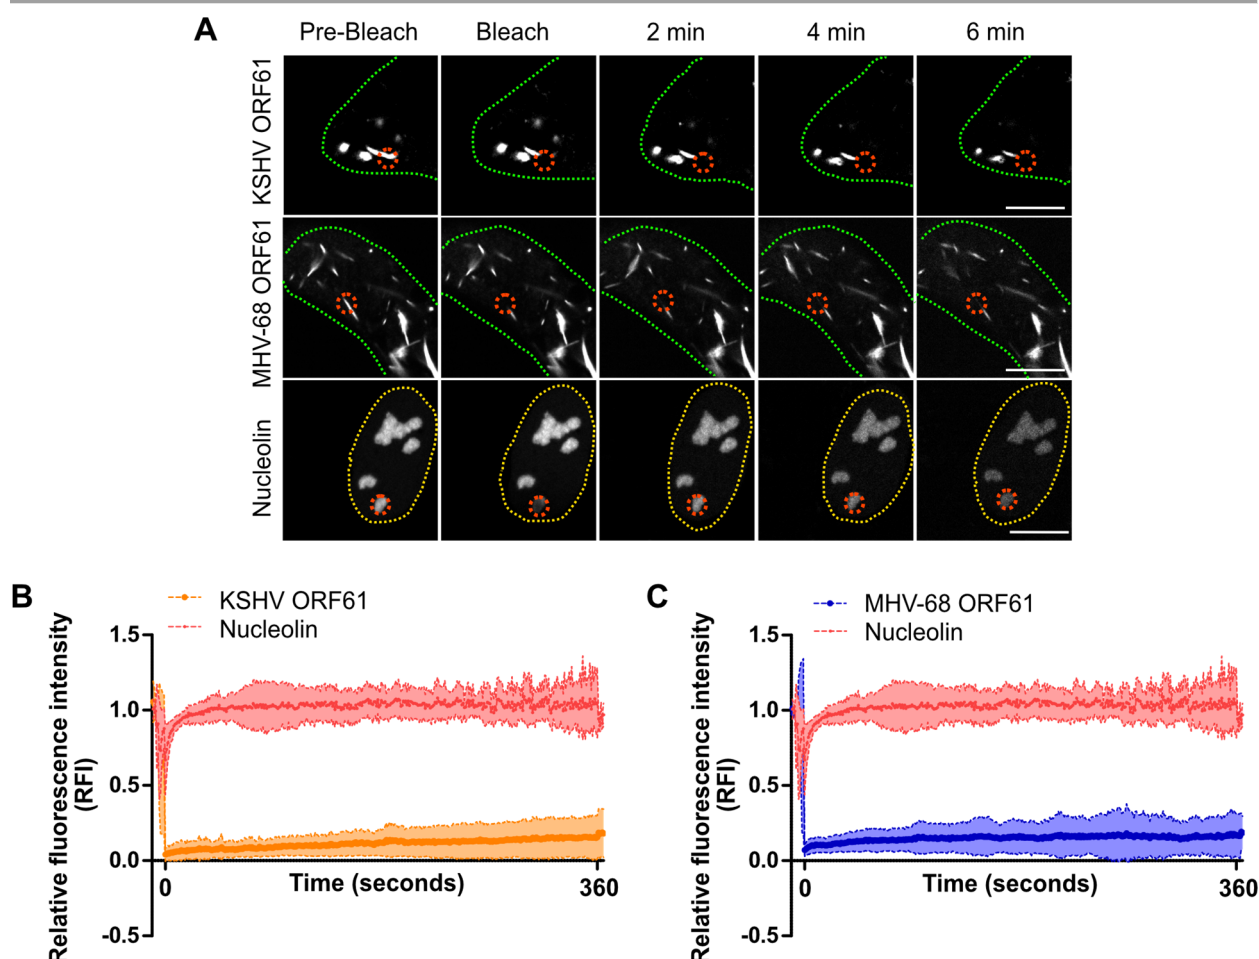 A
Pre-Bleach Bleach 2 min 4 min 6 min
KSHV ORF61
MHV-68 ORF61
Nucleolin
B
KSHV ORF61
Nucleolin
Relative fluorescence intensity
(RFI)
1.5
1.0
0.5
0.0
-0.5
0 Time (seconds) 360
C
MHV-68 ORF61
Nucleolin
Relative fluorescence intensity
(RFI)
1.5
1.0
0.5
0.0
-0.5
0 Time (seconds) 360